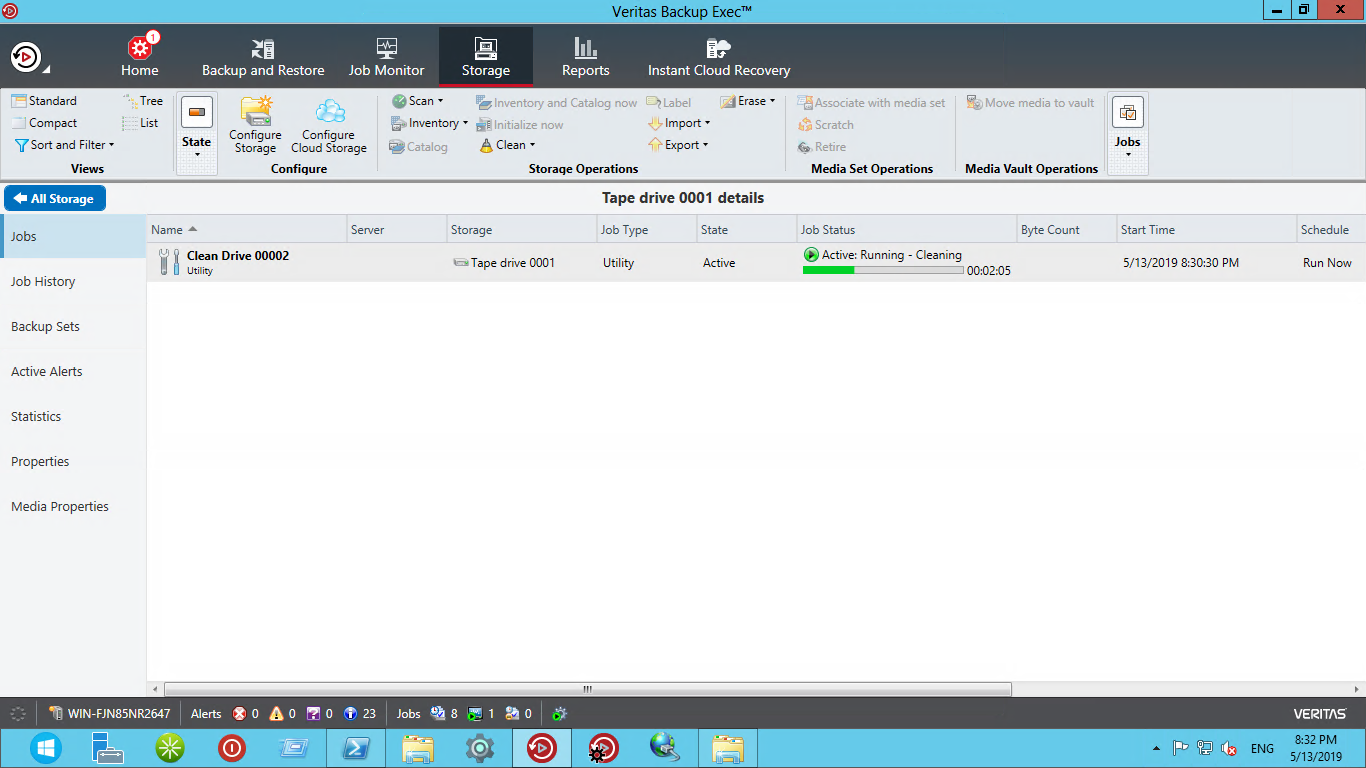 Veritas Backup Exec™
1
Home
Backup and Restore
Job Monitor
Storage
Reports
Instant Cloud Recovery
Standard
Tree
Compact
List
Sort and Filter
Views
State
Configure Storage
Configure Cloud Storage
Configure
Scan
Inventory and Catalog now
Label
Erase
Inventory
Initialize now
Import
Catalog
Clean
Export
Storage Operations
Associate with media set
Scratch
Retire
Media Set Operations
Move media to vault
Media Vault Operations
Jobs
All Storage
Tape drive 0001 details
Jobs
Job History
Backup Sets
Active Alerts
Statistics
Properties
Media Properties
Name Server Storage Job Type State Job Status Byte Count Start Time Schedule
Clean Drive 00002
Utility
Tape drive 0001
Utility
Active
Active: Running - Cleaning
00:02:05
5/13/2019 8:30:30 PM
Run Now
WIN-FJN85NR2647 Alerts 0 0 0 23 Jobs 8 1 0
VERITAS
ENG
8:32 PM
5/13/2019